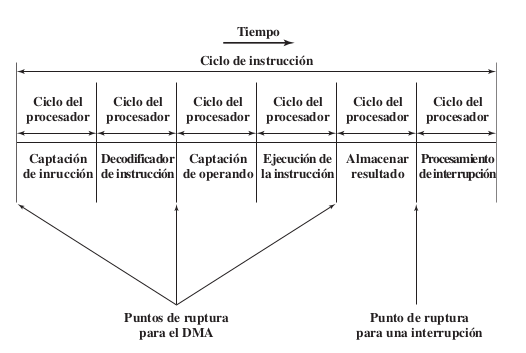 Tiempo
Ciclo de instrucción
Ciclo del
procesador
Ciclo del
procesador
Ciclo del
procesador
Ciclo del
procesador
Ciclo del
procesador
Ciclo del
procesador
Captación
de inrucción
Decodificador
de instrucción
Captación
de operando
Ejecución de
la instrucción
Almacenar
resultado
Procesamiento
de interrupción
Puntos de ruptura
para el DMA
Punto de ruptura
para una interrupción